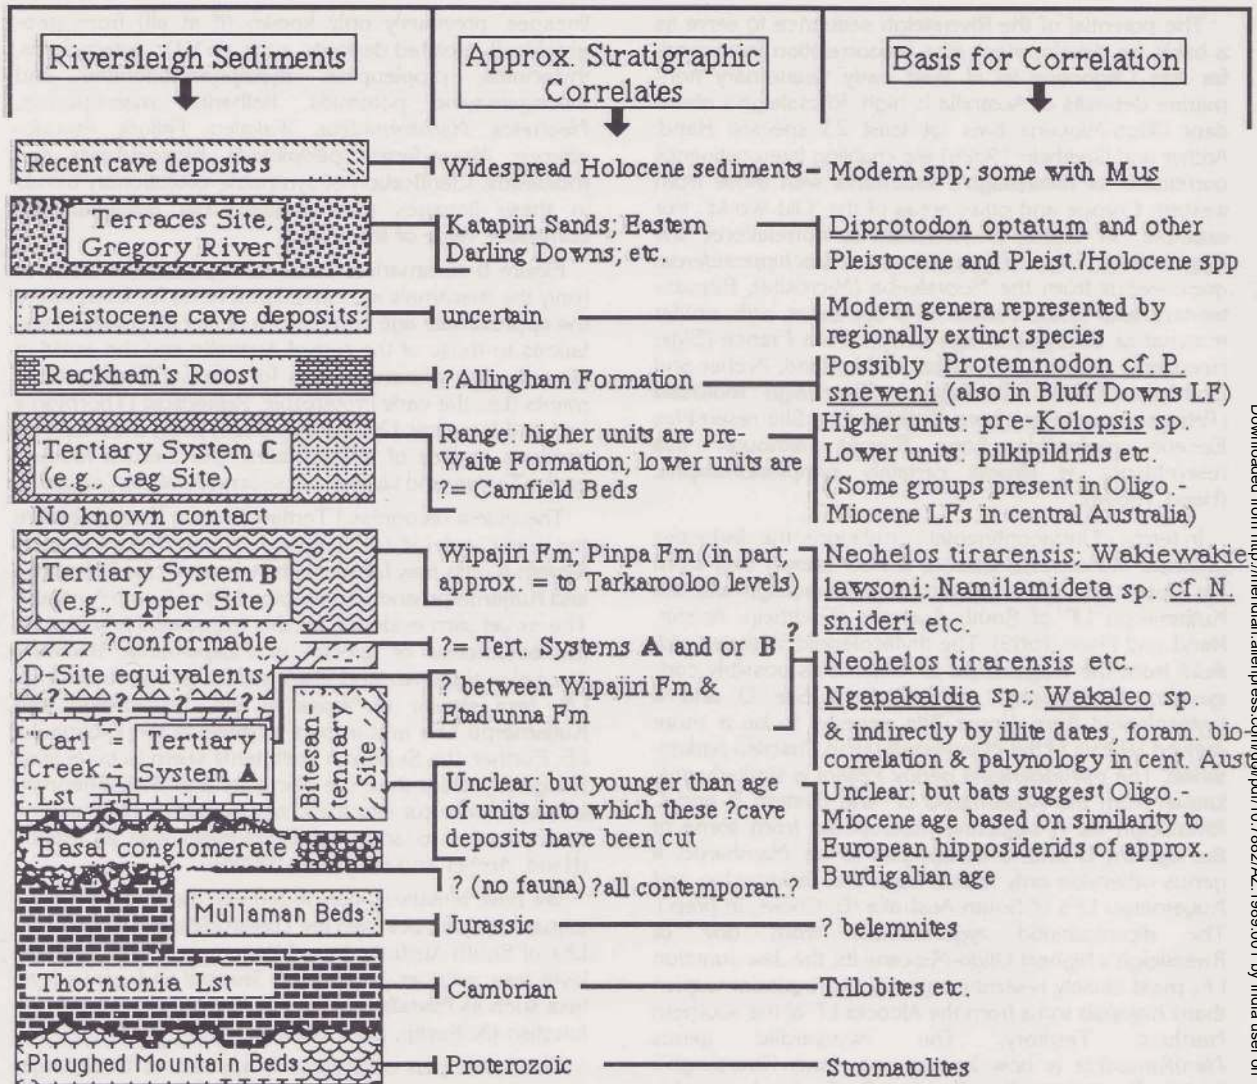 Riversleigh Sediments
Approx. Stratigraphic
Correlates
Basis for Correlation
Recent cave deposits
Widespread Holocene sediments
Modern spp; some with Mus
Terraces Site,
Gregory River
Katapiri Sands; Eastern
Darling Downs, etc.
Diprotodon optatum and other
Pleistocene and Pleist./Holocene spp
Pleistocene cave deposits
uncertain
Modern genera represented by
regionally extinct species
Rackham's Roost
?Allingham Formation
Possibly Protemnodon cf. P.
sneweni (also in Bluff Downs LF)
Tertiary System C
(e.g. Gag Site)
Range: higher units are pre-
Waite Formation; lower units are
?= Camfield Beds
Higher units: pre-Kolopsis sp.
Lower units: pilkipildrids etc.
(Some groups present in Oligo.-
Miocene LFs in central Australia)
No known contact
Tertiary System B
(e.g., Upper Site)
Wipajiri Fm; Pinpa Fm (in part,
approx. = to Tarkarooloo levels)
Neohelos tirarensis; Wakiewakie
lawsoni; Namilamideta sp. cf. N.
snideri etc.
?conformable
D-Site equivalents
? ? ? ?
?= Tert. Systems A and or B
?
Neohelos tirarensis etc.
"Carl
Creek
Lst
=
=
Tertiary
System A
? between Wipajiri Fm &
Etadunna Fm
Ngapakaldia sp.; Wakaleo sp.
& indirectly by illite dates, foram. bio-
correlation & palynology in cent. Aust
Bitesan-
tennary
Site
Unclear; but younger than age
of units into which these ?cave
deposits have been cut
Unclear; but bats suggest Oligo.-
Miocene age based on similarity to
European hipposiderids of approx.
Burdigalian age
Basal conglomerate
? (no fauna) ?all contemporan.?
Mullaman Beds
Jurassic
? belemnites
Thorntonia Lst
Cambrian
Trilobites etc.
Ploughed Mountain Beds
Proterozoic
Stromatolites